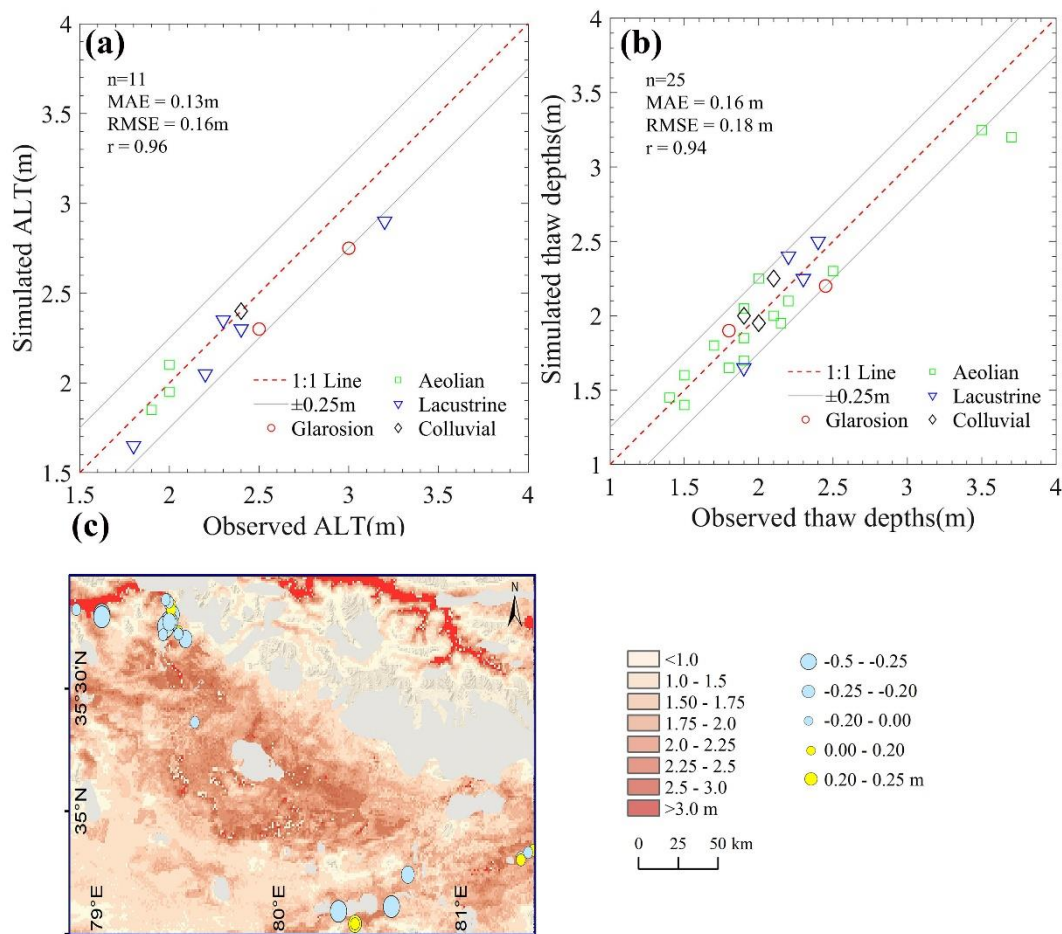 (a)
n=11
MAE = 0.13m
RMSE = 0.16m
r = 0.96
Simulated ALT(m)
4
3.5
3
2.5
2
1.5
1:1 Line
Aeolian
±0.25m
Lacustrine
Glarosion
Colluvial
1.5 2 2.5 3 3.5 4
Observed ALT(m)
(b)
n=25
MAE = 0.16 m
RMSE = 0.18 m
r = 0.94
Simulated thaw depths(m)
4
3.5
3
2.5
2
1.5
1
1:1 Line
Aeolian
±0.25m
Lacustrine
Glarosion
Colluvial
1 1.5 2 2.5 3 3.5 4
Observed thaw depths(m)
(c)
N
35°30'N
35°N
79°E
80°E
81°E
<1.0
1.0 - 1.5
1.50 - 1.75
1.75 - 2.0
2.0 - 2.25
2.25 - 2.5
2.5 - 3.0
>3.0 m
0 25 50 km
-0.5 - -0.25
-0.25 - -0.20
-0.20 - 0.00
0.00 - 0.20
0.20 - 0.25 m